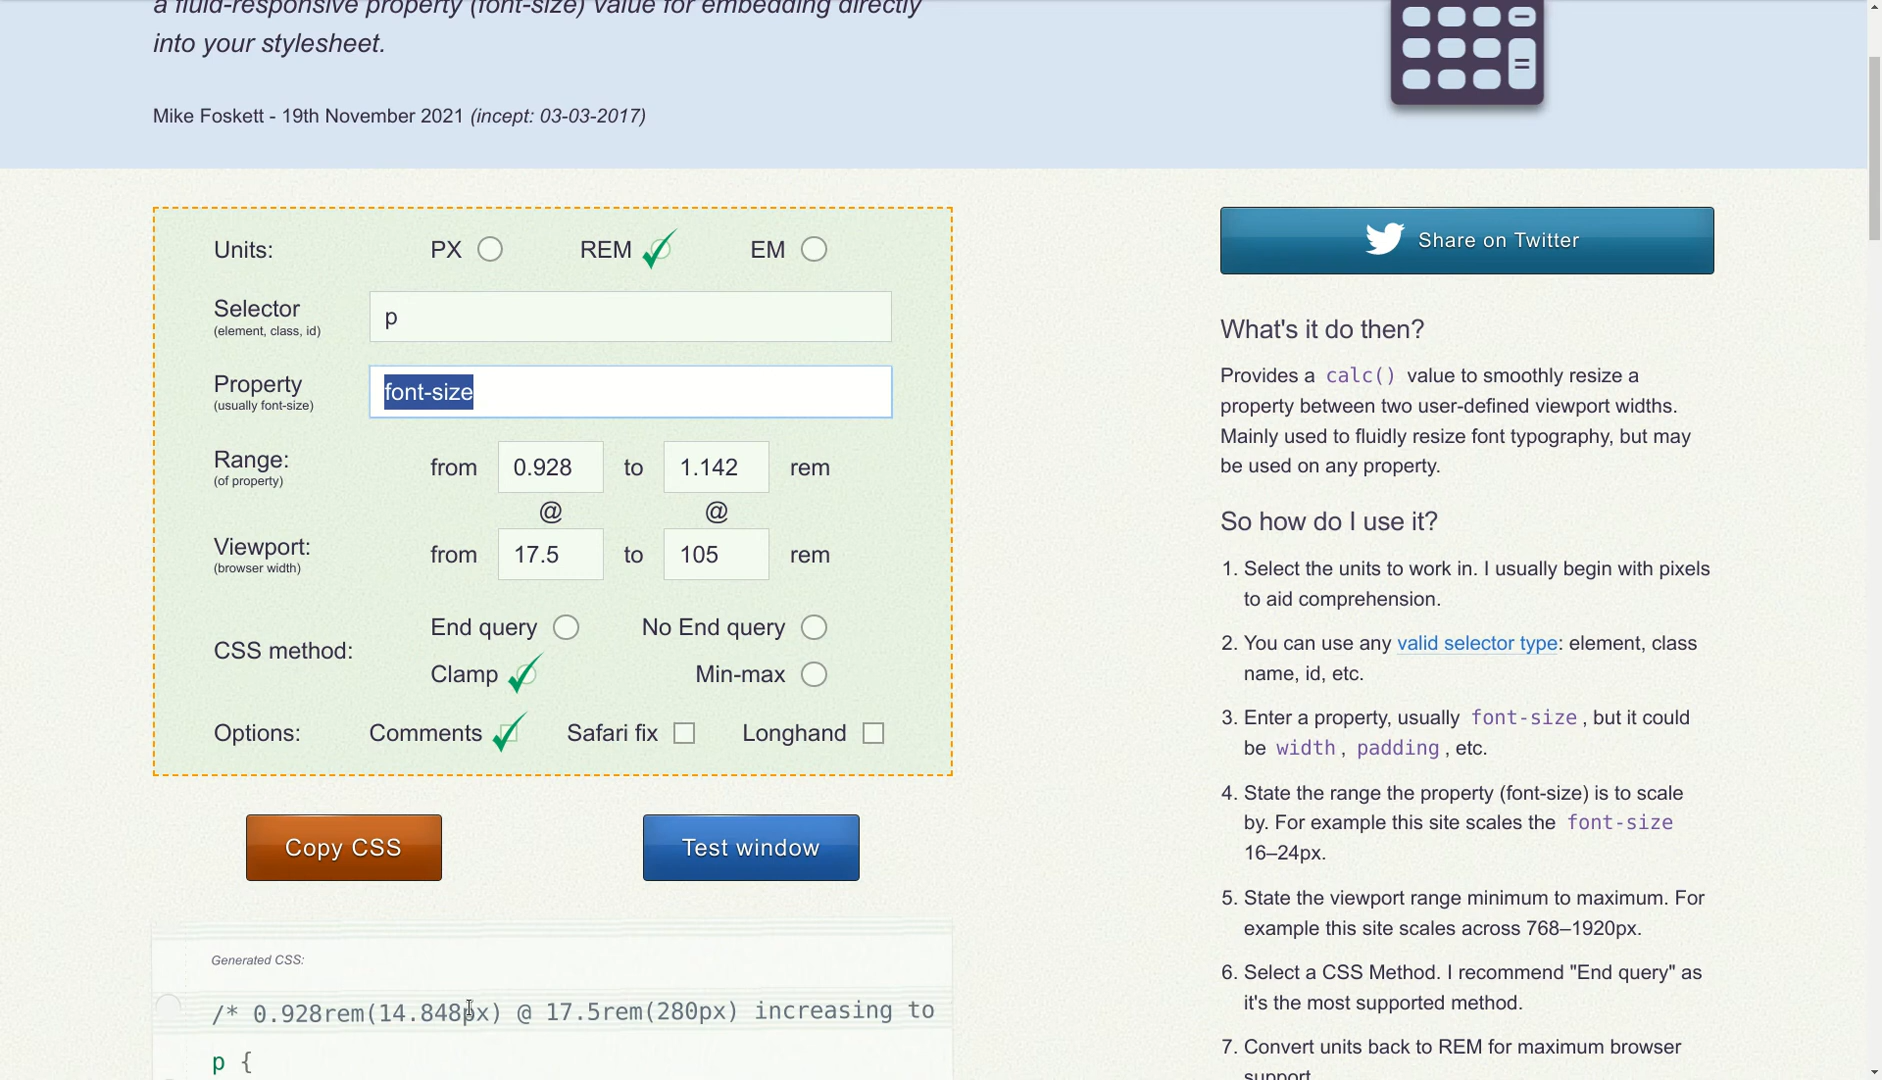 a fluid-responsive property (font-size) value for embedding directly
into your stylesheet.
Mike Foskett - 19th November 2021 (incept: 03-03-2017)
Units: PX REM EM
Selector
(element, class, id)
p
Property
(usually font-size)
font-size
Range:
(of property)
from 0.928 to 1.142 rem
@ @
Viewport:
(browser width)
from 17.5 to 105 rem
CSS method:
End query No End query
Clamp Min-max
Options: Comments Safari fix Longhand
Copy CSS Test window
Generated CSS:
/* 0.928rem(14.848px) @ 17.5rem(280px) increasing to
p {
Share on Twitter
What's it do then?
Provides a calc() value to smoothly resize a
property between two user-defined viewport widths.
Mainly used to fluidly resize font typography, but may
be used on any property.
So how do I use it?
1. Select the units to work in. I usually begin with pixels
to aid comprehension.
2. You can use any valid selector type: element, class
name, id, etc.
3. Enter a property, usually font-size, but it could
be width, padding, etc.
4. State the range the property (font-size) is to scale
by. For example this site scales the font-size
16–24px.
5. State the viewport range minimum to maximum. For
example this site scales across 768–1920px.
6. Select a CSS Method. I recommend "End query" as
it's the most supported method.
7. Convert units back to REM for maximum browser
support.